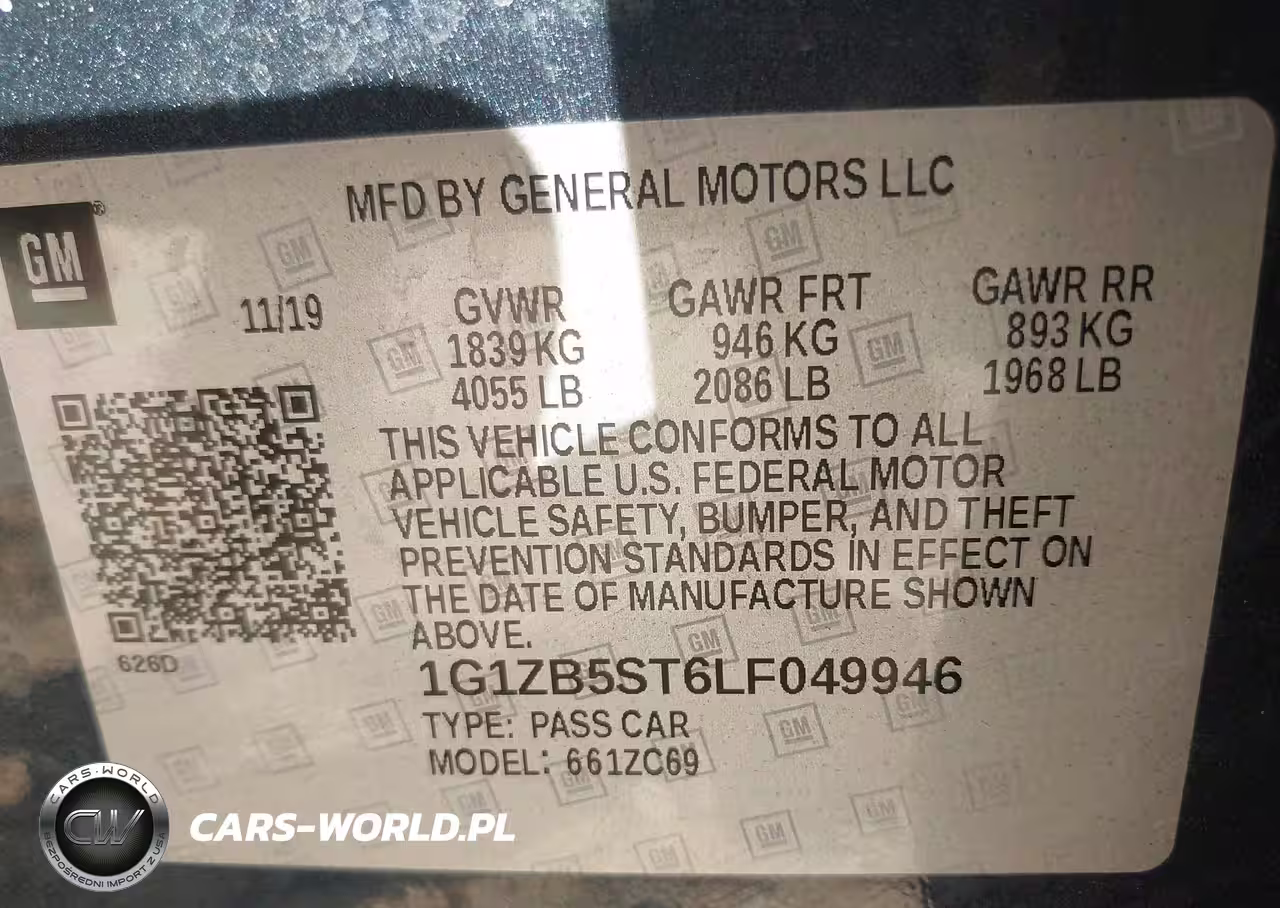 MFD BY GENERAL MOTORS LLC
GM®
11/19
GVWR GAWR FRT GAWR RR
1839 KG 946 KG 893 KG
4055 LB 2086 LB 1968 LB
THIS VEHICLE CONFORMS TO ALL
APPLICABLE U.S. FEDERAL MOTOR
VEHICLE SAFETY, BUMPER, AND THEFT
PREVENTION STANDARDS IN EFFECT ON
THE DATE OF MANUFACTURE SHOWN
ABOVE.
626D
1G1ZB5ST6LF049946
TYPE: PASS CAR
MODEL: 661ZC69
CARS-WORLD
CW
BEZPOŚREDNI IMPORT Z USA
CARS-WORLD.PL